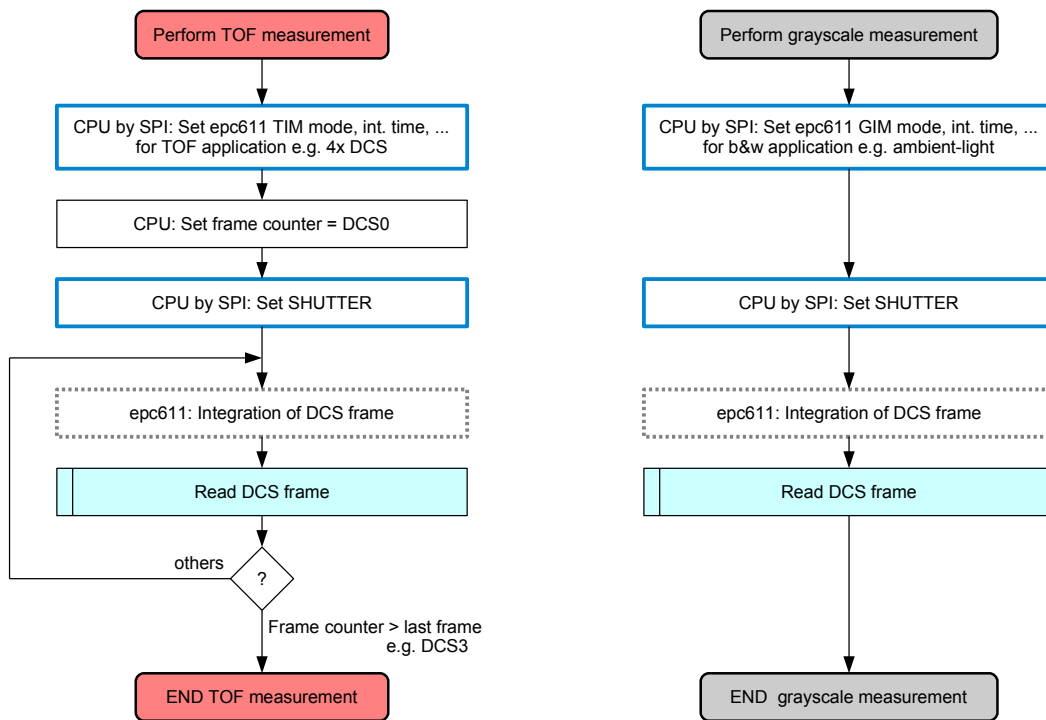 Perform TOF measurement
CPU by SPI: Set epc611 TIM mode, int. time, ...
for TOF application e.g. 4x DCS
CPU: Set frame counter = DCS0
CPU by SPI: Set SHUTTER
epc611: Integration of DCS frame
Read DCS frame
others
?
Frame counter > last frame
e.g. DCS3
END TOF measurement
Perform grayscale measurement
CPU by SPI: Set epc611 GIM mode, int. time, ...
for b&w application e.g. ambient-light
CPU by SPI: Set SHUTTER
epc611: Integration of DCS frame
Read DCS frame
END  grayscale measurement